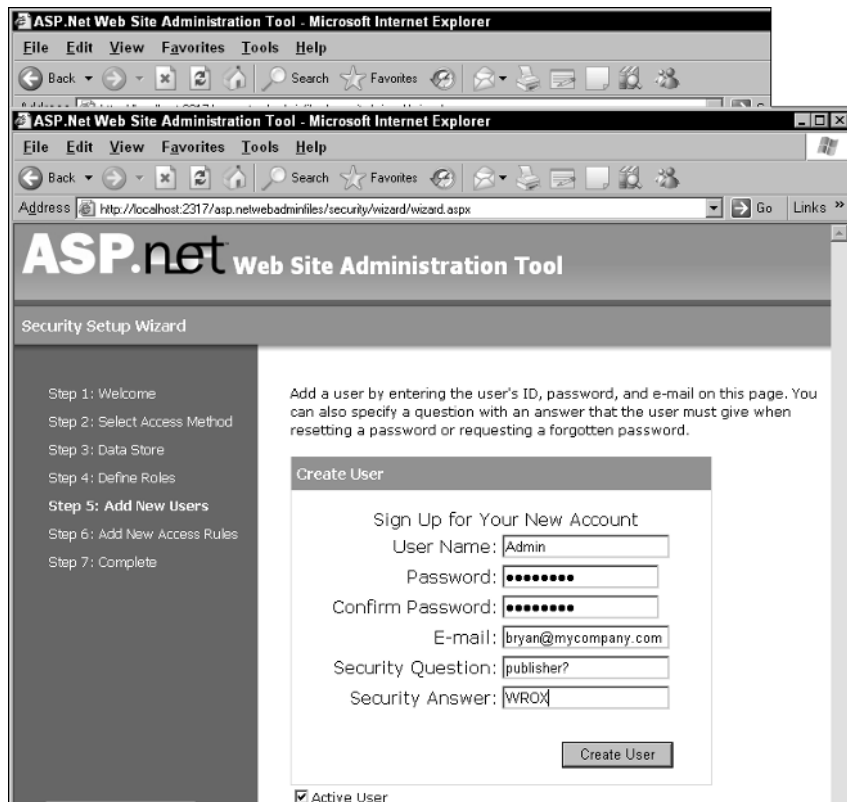 ASP.Net Web Site Administration Tool - Microsoft Internet Explorer
File Edit View Favorites Tools Help
Back Search Favorites
ASP.Net Web Site Administration Tool - Microsoft Internet Explorer
File Edit View Favorites Tools Help
Back Search Favorites
Address http://localhost:2317/asp.netwebadminfiles/security/wizard/wizard.aspx Go Links »
ASP.net Web Site Administration Tool
Security Setup Wizard
Step 1: Welcome
Step 2: Select Access Method
Step 3: Data Store
Step 4: Define Roles
Step 5: Add New Users
Step 6: Add New Access Rules
Step 7: Complete
Add a user by entering the user's ID, password, and e-mail on this page. You
can also specify a question with an answer that the user must give when
resetting a password or requesting a forgotten password.
Create User
Sign Up for Your New Account
User Name: Admin
Password: ●●●●●●●●
Confirm Password: ●●●●●●●●
E-mail: bryan@mycompany.com
Security Question: publisher?
Security Answer: WROX
Create User
Active User